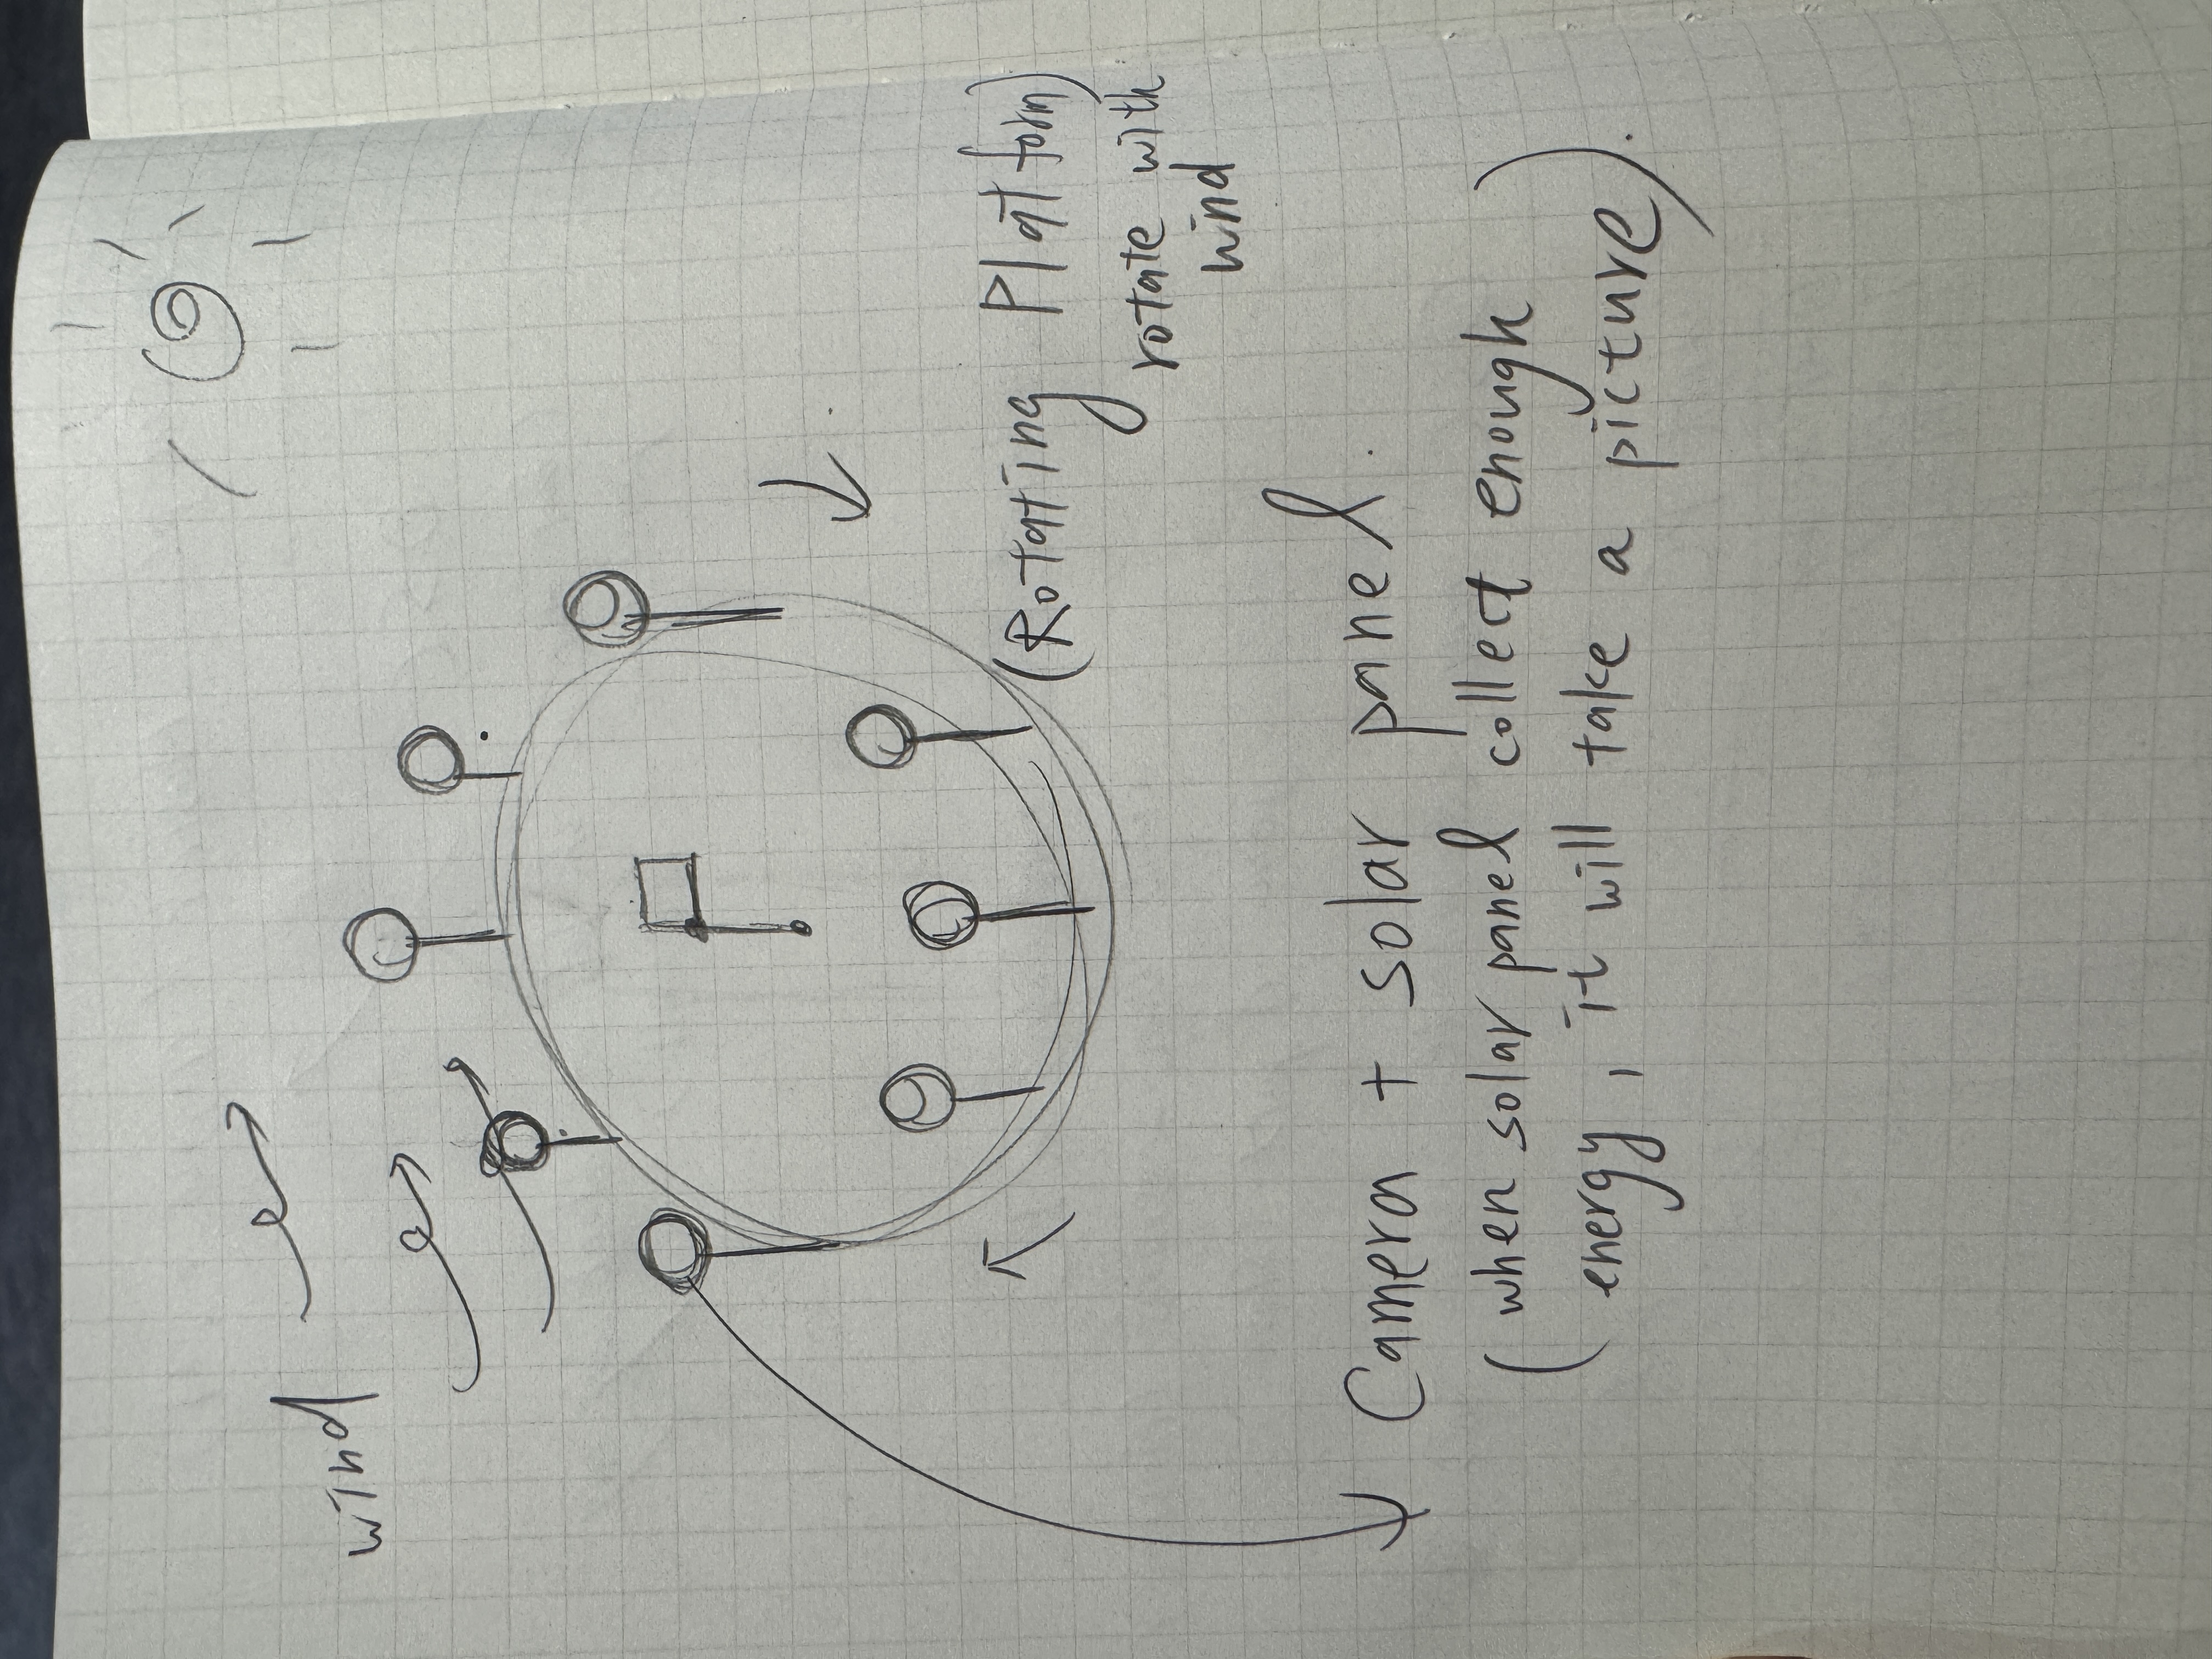 wind
(Rotating Platform)
rotate with
wind
Camera + solar panel.
(when solar panel collect enough
energy, it will take a picture).